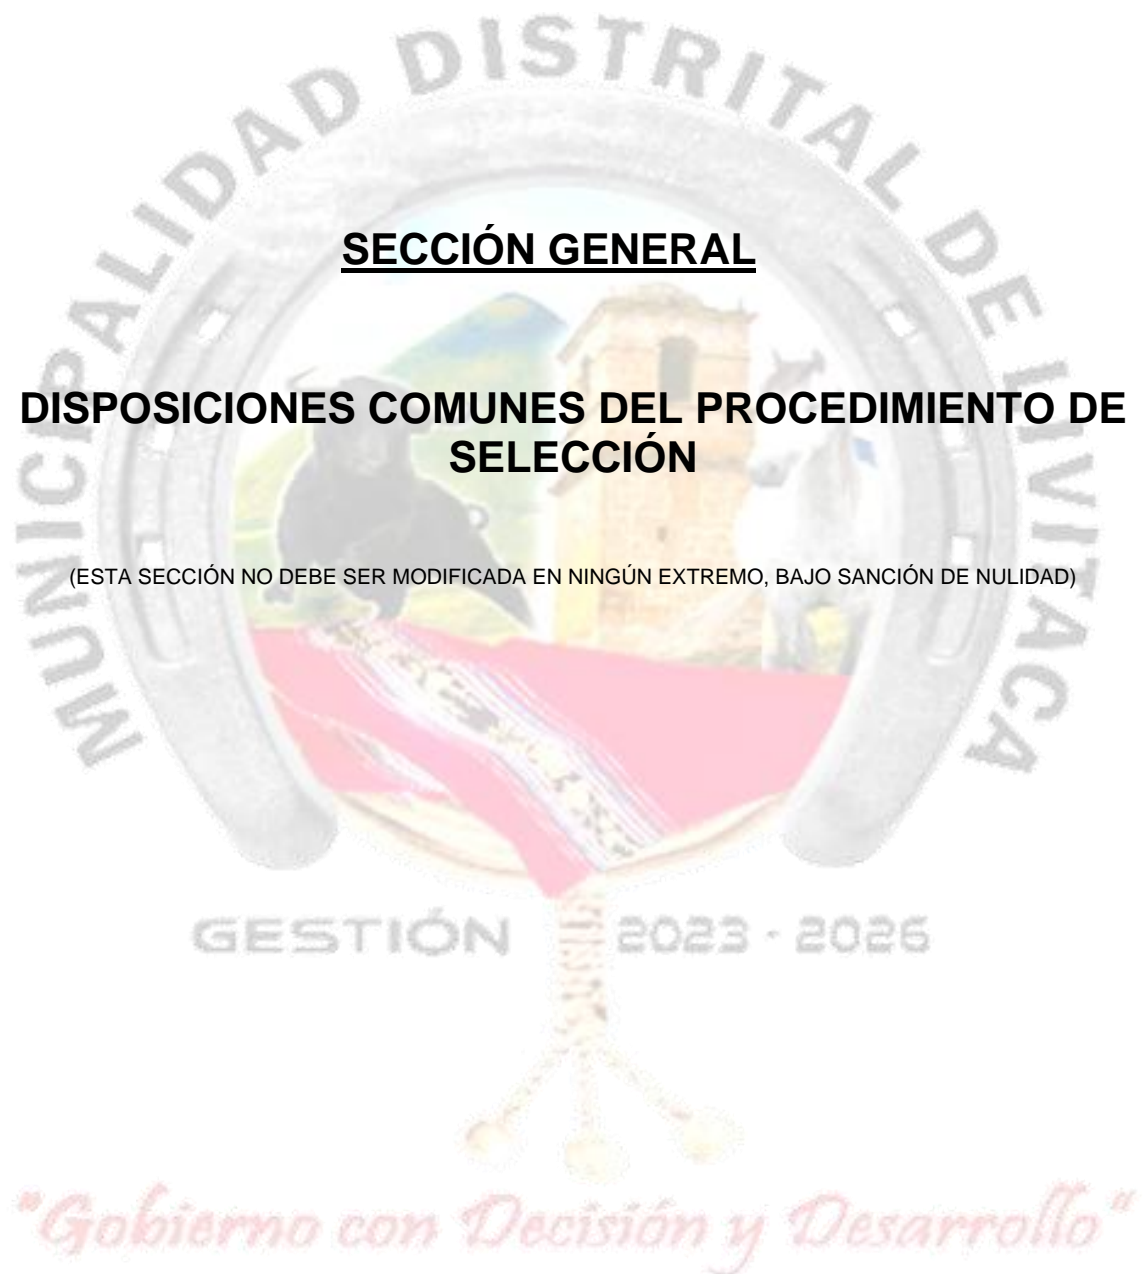 MUNICIPALIDAD DISTRITAL DE LIVITACA
SECCIÓN GENERAL
DISPOSICIONES COMUNES DEL PROCEDIMIENTO DE
SELECCIÓN
(ESTA SECCIÓN NO DEBE SER MODIFICADA EN NINGÚN EXTREMO, BAJO SANCIÓN DE NULIDAD)
GESTIÓN 2023 - 2026
"Gobierno con Decisión y Desarrollo"